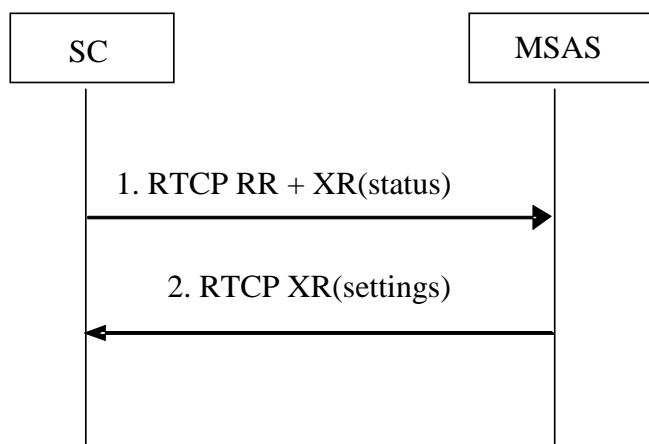 SC
MSAS
1. RTCP RR + XR(status)
2. RTCP XR(settings)